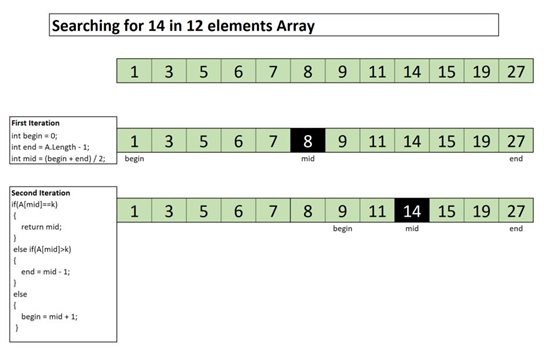 Searching for 14 in 12 elements Array
1 3 5 6 7 8 9 11 14 15 19 27
First Iteration
int begin = 0;
int end = A.Length - 1;
int mid = (begin + end) / 2;
1 3 5 6 7 8 9 11 14 15 19 27
begin mid end
Second Iteration
if(A[mid]==k)
{
return mid;
}
else if(A[mid]>k)
{
end = mid - 1;
}
else
{
begin = mid + 1;
}
1 3 5 6 7 8 9 11 14 15 19 27
begin mid end